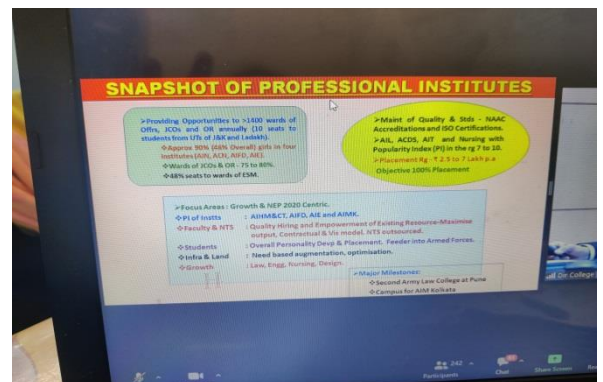 SNAPSHOT OF PROFESSIONAL INSTITUTES
➢Providing Opportunities to >1400 wards of
Offrs, JCOs and OR annually (10 seats to
students from UTs of J&K and Ladakh).
❖Approx 90% (48% Overall) girls in four
institutes (AIN, ACN, AIFD, AIE).
❖Wards of JCOs & OR - 75 to 80%.
❖48% seats to wards of ESM.
➢Maint of Quality & Stds - NAAC
Accreditations and ISO Certifications.
➢AIL, ACDS, AIT and Nursing with
Popularity Index (PI) in the rg 7 to 10.
➢Placement Rg - ₹ 2.5 to 7 Lakh p.a
Objective 100% Placement
➢Focus Areas : Growth & NEP 2020 Centric.
❖PI of Instts : AIHM&CT, AIFD, AIE and AIMK.
❖Faculty & NTS : Quality Hiring and Empowerment of Existing Resource-Maximise
output, Contractual & Vis model. NTS outsourced.
❖Students : Overall Personality Devp & Placement. Feeder into Armed Forces.
❖Infra & Land : Need based augmentation, optimisation.
❖Growth : Law, Engg, Nursing, Design.
➢Major Milestones:
❖Second Army Law College at Pune
❖Campus for AIM Kolkata
College
242
Participants
Chat
Share Screen